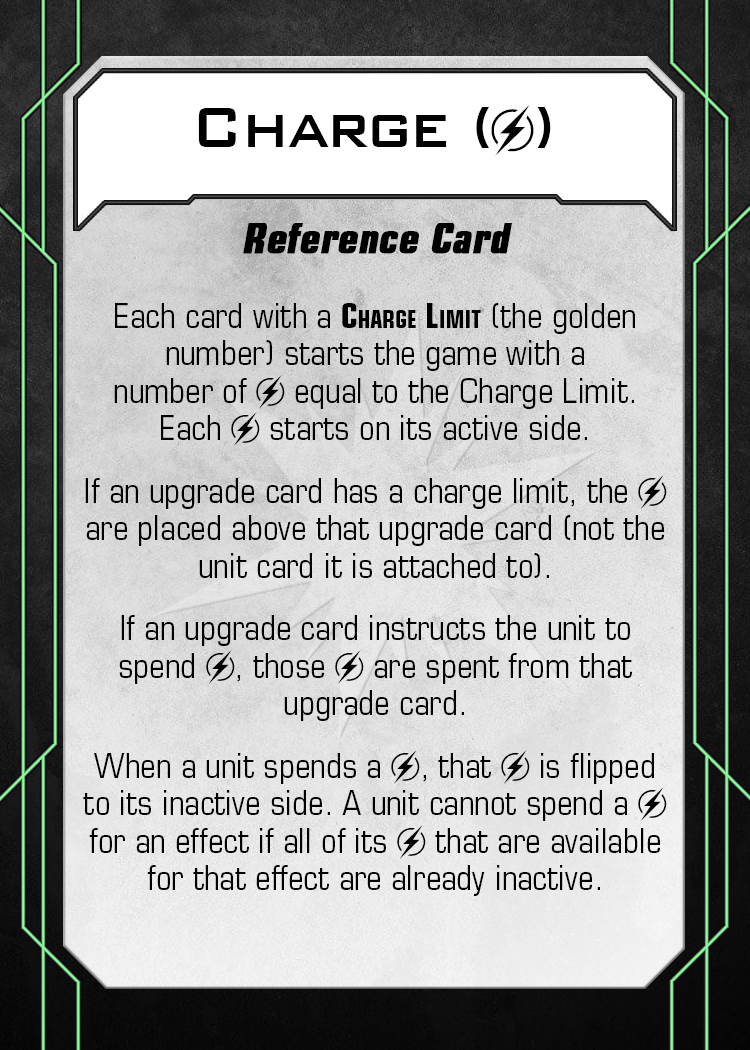 CHARGE (⚡)
Reference Card
Each card with a CHARGE LIMIT (the golden
number) starts the game with a
number of ⚡ equal to the Charge Limit.
Each ⚡ starts on its active side.
If an upgrade card has a charge limit, the ⚡
are placed above that upgrade card (not the
unit card it is attached to).
If an upgrade card instructs the unit to
spend ⚡, those ⚡ are spent from that
upgrade card.
When a unit spends a ⚡, that ⚡ is flipped
to its inactive side. A unit cannot spend a ⚡
for an effect if all of its ⚡ that are available
for that effect are already inactive.